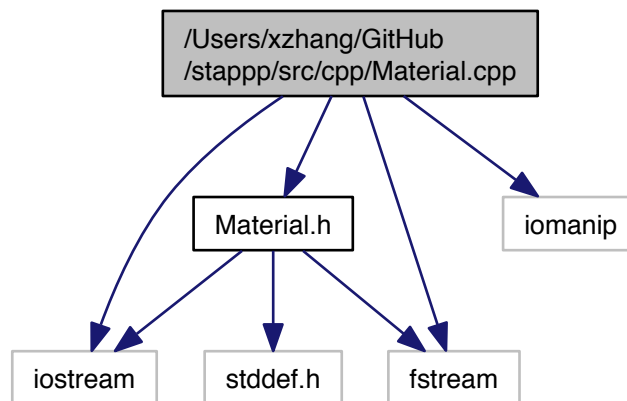 /Users/xzhang/GitHub
/stappp/src/cpp/Material.cpp
Material.h
iomanip
iostream
stddef.h
fstream